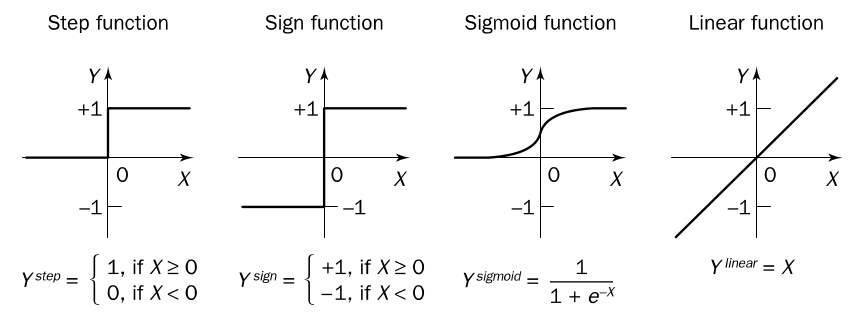 Step function
Sign function
Sigmoid function
Linear function
Y
+1
0
X
−1
Y
+1
0
X
−1
Y
+1
0
X
−1
Y
+1
0
X
−1
Y step = { 1, if X ≥ 0
0, if X < 0
Y sign = { +1, if X ≥ 0
−1, if X < 0
Y sigmoid = 1
1 + e−X
Y linear = X